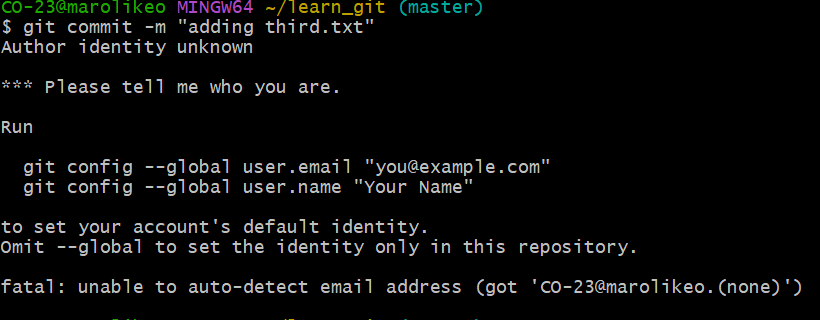 CO-23@marolikeo MINGW64 ~/learn_git (master)
$ git commit -m "adding third.txt"
Author identity unknown
*** Please tell me who you are.
Run
git config --global user.email "you@example.com"
git config --global user.name "Your Name"
to set your account's default identity.
Omit --global to set the identity only in this repository.
fatal: unable to auto-detect email address (got 'CO-23@marolikeo.(none)')